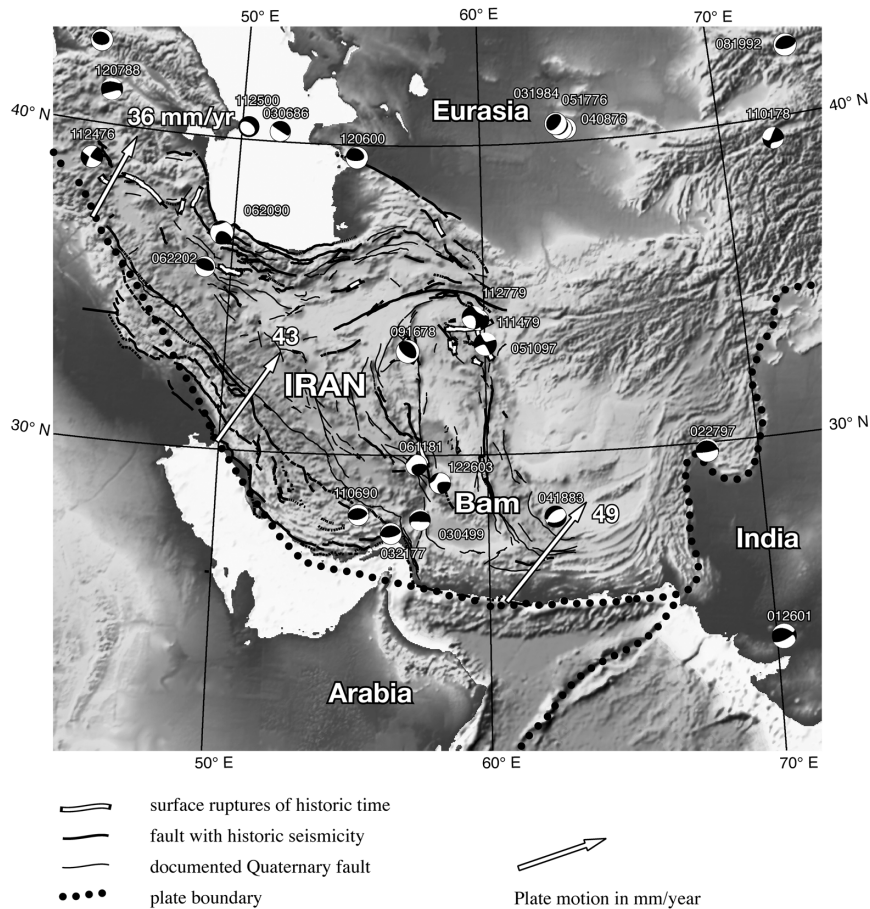 50° E
60° E
70° E
081992
120788
40° N
36 mm/yr
112500
030686
Eurasia
031984
051776
040876
110178
40° N
112476
120600
062090
062202
112779
111479
091678
051097
43
IRAN
30° N
30° N
022797
061181
122603
110690
Bam
041883
49
030499
032177
India
012601
Arabia
50° E
60° E
70° E
surface ruptures of historic time
fault with historic seismicity
documented Quaternary fault
plate boundary
Plate motion in mm/year